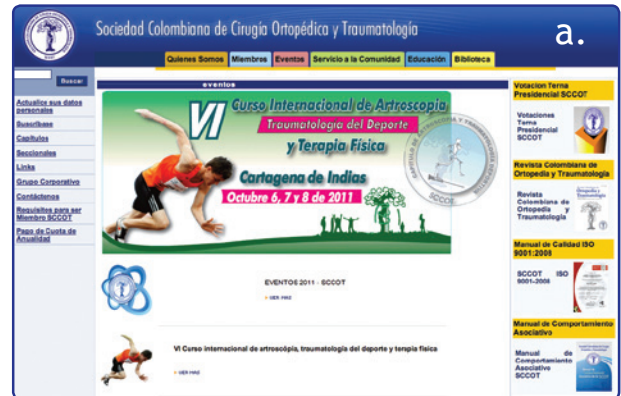 Sociedad Colombiana de Cirugía Ortopédica y Traumatología
a.
Quienes Somos Miembros Eventos Servicio a la Comunidad Educación Biblioteca
Buscar
Actualice sus datos
personales
Suscríbase
Capítulos
Seccionales
Links
Grupo Corporativo
Contáctenos
Requisitos para ser
Miembro SCCOT
Pago de Cuota de
Anualidad
eventos
VI Curso Internacional de Artroscopia
Traumatología del Deporte
y Terapia Física
Cartagena de Indias
Octubre 6, 7 y 8 de 2011
SCCOT
EVENTOS 2011 - SCCOT
VER MAS
VI Curso internacional de artroscópia, traumatología del deporte y terapia física
VER MAS
Votacion Terna
Presidencial SCCOT
Votaciones
Terna
Presidencial
SCCOT
Revista Colombiana de
Ortopedia y Traumatología
Revista
Colombiana de
Ortopedia y
Traumatología
Manual de Calidad ISO
9001:2008
SCCOT ISO
9001-2008
Manual de Comportamiento
Asociativo
Manual de
Comportamiento
Asociativo
SCCOT